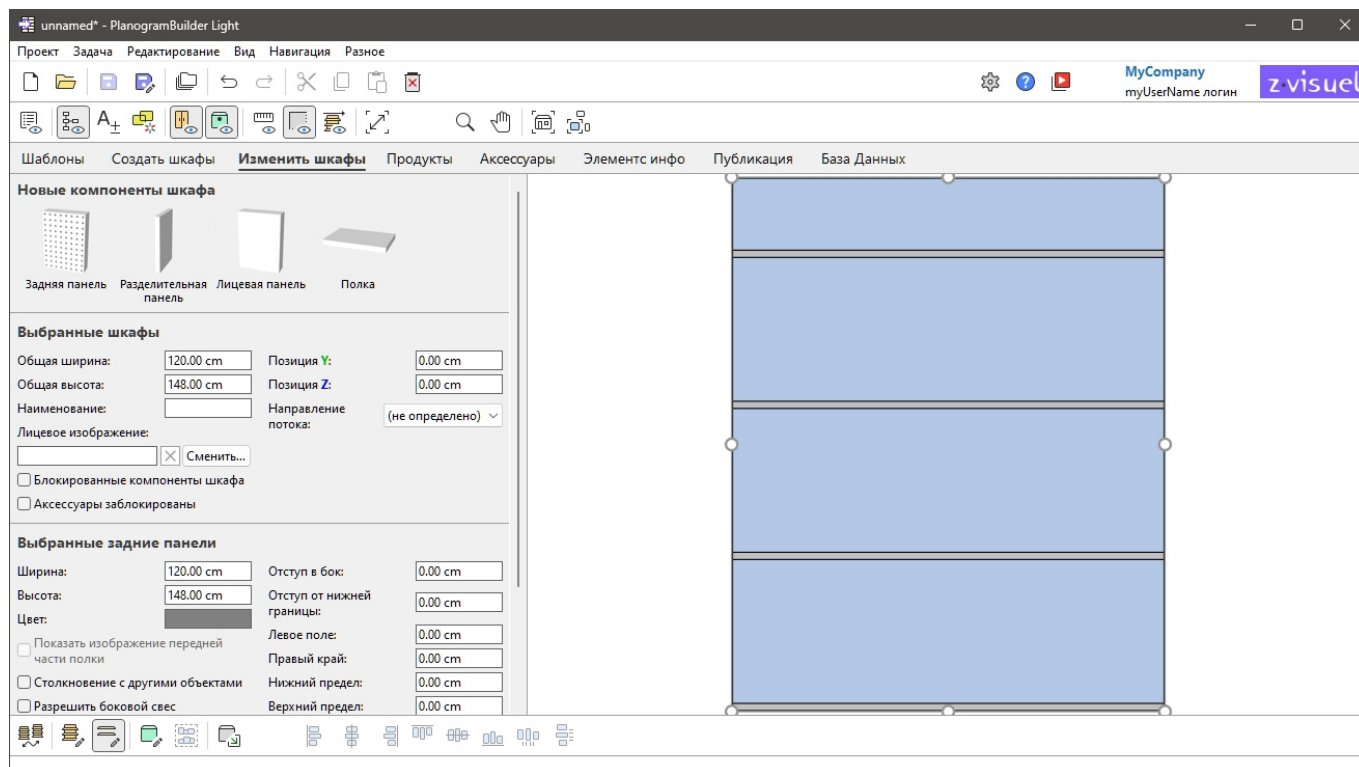 unnamed* - PlanogramBuilder Light
Проект Задача Редактирование Вид Навигация Разное
MyCompany
myUserName логин
z·visuel
A
Шаблоны Создать шкафы Изменить шкафы Продукты Аксессуары Элементс инфо Публикация База Данных
Новые компоненты шкафа
Задняя панель Разделительная панель Лицевая панель Полка
Выбранные шкафы
Общая ширина: 120.00 cm Позиция Y: 0.00 cm
Общая высота: 148.00 cm Позиция Z: 0.00 cm
Наименование: Направление потока: (не определено)
Лицевое изображение:
Сменить...
Блокированные компоненты шкафа
Аксессуары заблокированы
Выбранные задние панели
Ширина: 120.00 cm Отступ в бок: 0.00 cm
Высота: 148.00 cm Отступ от нижней границы: 0.00 cm
Цвет:
Левое поле: 0.00 cm
Показать изображение передней части полки
Правый край: 0.00 cm
Столкновение с другими объектами Нижний предел: 0.00 cm
Разрешить боковой свес Верхний предел: 0.00 cm